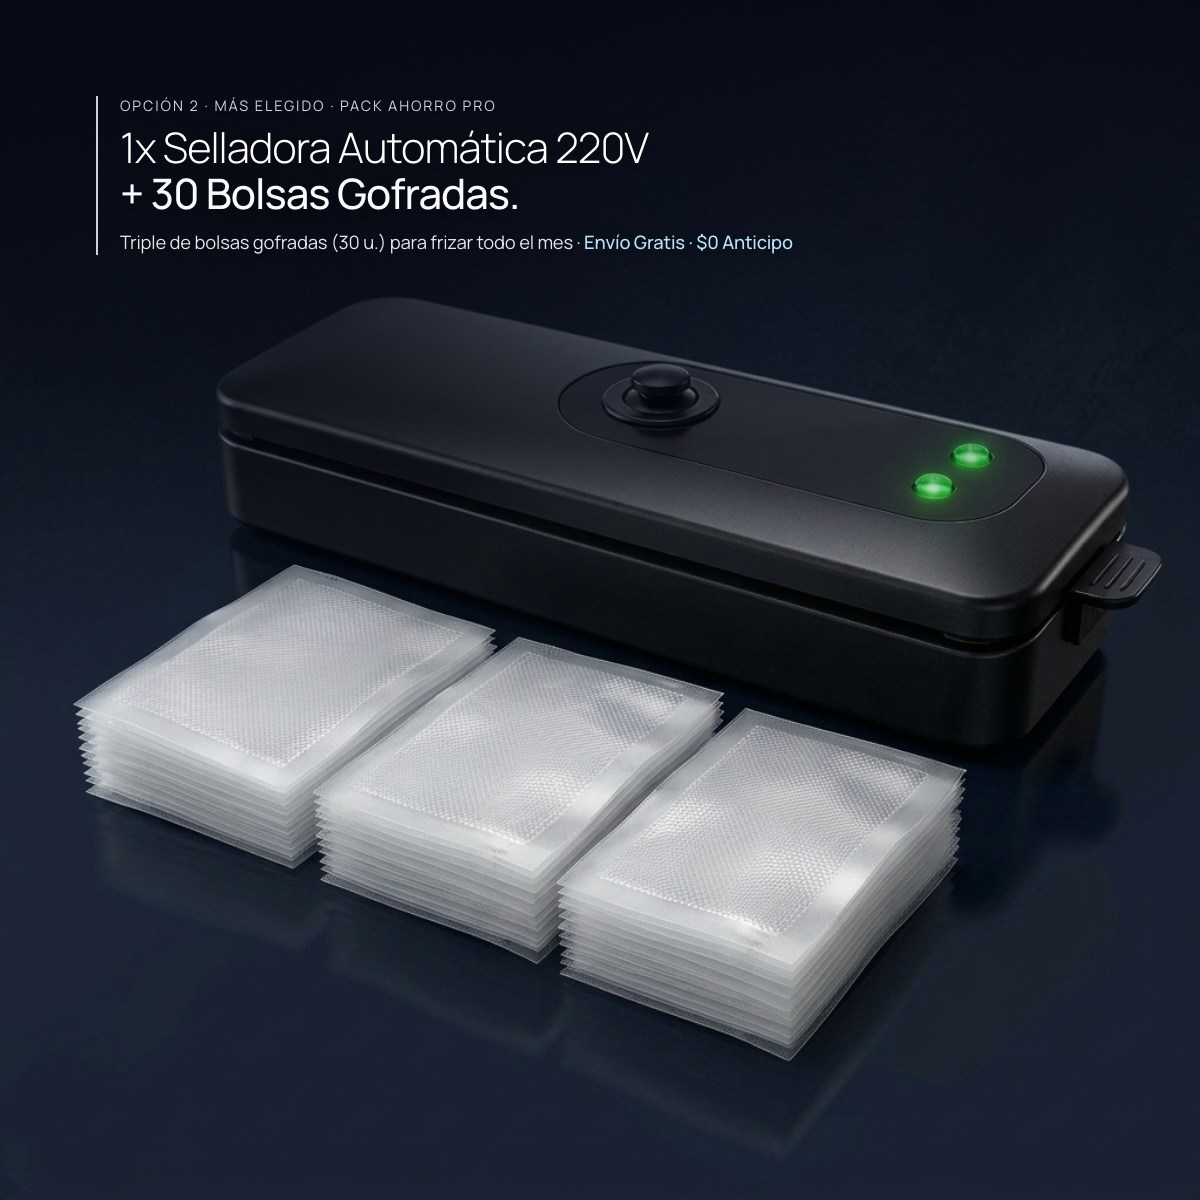 OPCIÓN 2 · MÁS ELEGIDO · PACK AHORRO PRO
1x Selladora Automática 220V
+ 30 Bolsas Gofradas.
Triple de bolsas gofradas (30 u.) para frizar todo el mes · Envío Gratis · $0 Anticipo